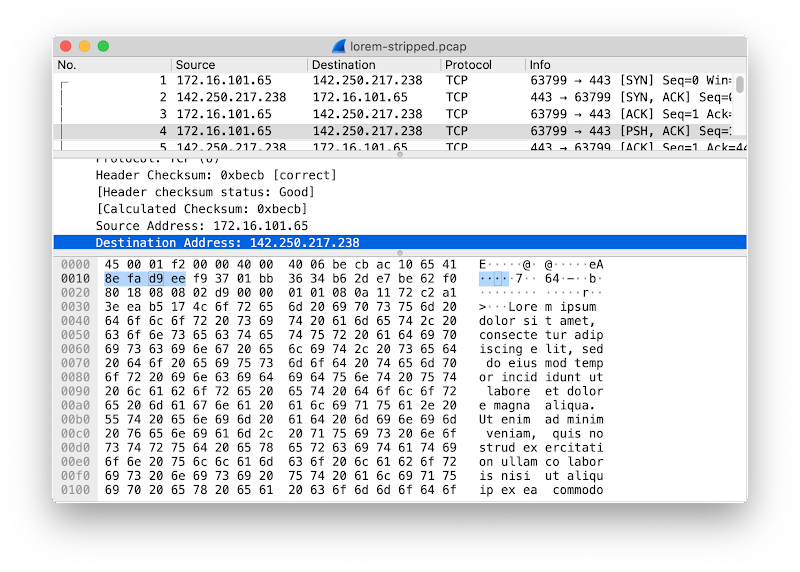 lorem-stripped.pcap
No. Source Destination Protocol Info
1 172.16.101.65 142.250.217.238 TCP 63799 → 443 [SYN] Seq=0 Win=
2 142.250.217.238 172.16.101.65 TCP 443 → 63799 [SYN, ACK] Seq=0
3 172.16.101.65 142.250.217.238 TCP 63799 → 443 [ACK] Seq=1 Ack=
4 172.16.101.65 142.250.217.238 TCP 63799 → 443 [PSH, ACK] Seq=1
5 142.250.217.238 172.16.101.65 TCP 443 → 63799 [ACK] Seq=1 Ack=44
Protocol: TCP (6)
Header Checksum: 0xbecb [correct]
[Header checksum status: Good]
[Calculated Checksum: 0xbecb]
Source Address: 172.16.101.65
Destination Address: 142.250.217.238
0000 45 00 01 f2 00 00 40 00 40 06 be cb ac 10 65 41 E·····@· @·····eA
0010 8e fa d9 ee f9 37 01 bb 36 34 b6 2d e7 be 62 f0 ·····7·· 64·-··b·
0020 80 18 08 08 02 d9 00 00 01 01 08 0a 11 72 c2 a1 ········ ·····r··
0030 3e ea b5 17 4c 6f 72 65 6d 20 69 70 73 75 6d 20 >···Lore m ipsum
0040 64 6f 6c 6f 72 20 73 69 74 20 61 6d 65 74 2c 20 dolor si t amet,
0050 63 6f 6e 73 65 63 74 65 74 75 72 20 61 64 69 70 consecte tur adip
0060 69 73 63 69 6e 67 20 65 6c 69 74 2c 20 73 65 64 iscing e lit, sed
0070 20 64 6f 20 65 69 75 73 6d 6f 64 20 74 65 6d 70 do eius mod temp
0080 6f 72 20 69 6e 63 69 64 69 64 75 6e 74 20 75 74 or incid idunt ut
0090 20 6c 61 62 6f 72 65 20 65 74 20 64 6f 6c 6f 72 labore et dolor
00a0 65 20 6d 61 67 6e 61 20 61 6c 69 71 75 61 2e 20 e magna aliqua.
00b0 55 74 20 65 6e 69 6d 20 61 64 20 6d 69 6e 69 6d Ut enim ad minim
00c0 20 76 65 6e 69 61 6d 2c 20 71 75 69 73 20 6e 6f veniam, quis no
00d0 73 74 72 75 64 20 65 78 65 72 63 69 74 61 74 69 strud ex ercitati
00e0 6f 6e 20 75 6c 6c 61 6d 63 6f 20 6c 61 62 6f 72 on ullam co labor
00f0 69 73 20 6e 69 73 69 20 75 74 20 61 6c 69 71 75 is nisi ut aliqu
0100 69 70 20 65 78 20 65 61 20 63 6f 6d 6d 6f 64 6f ip ex ea commodo